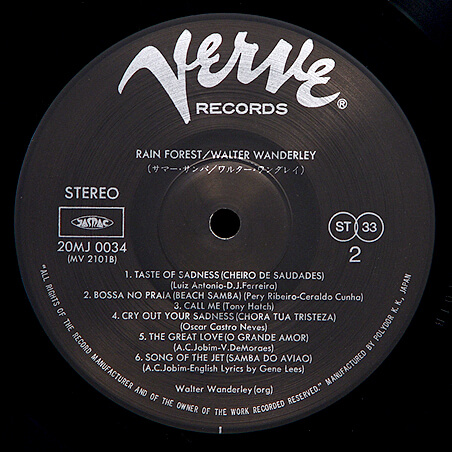 Verve
RECORDS ®
RAIN FOREST/WALTER WANDERLEY
(サマー・サンバ/ワルター・ワンダレイ)
STEREO
JASRAC
ST 33
20MJ 0034
(MV 2101B)
2
1. TASTE OF SADNESS (CHEIRO DE SAUDADES)
(Luiz Antonio-D.J.Ferreira)
2. BOSSA NO PRAIA (BEACH SAMBA) (Pery Ribeiro-Ceraldo Cunha)
3. CALL ME (Tony Hatch)
4. CRY OUT YOUR SADNESS (CHORA TUA TRISTEZA)
(Oscar Castro Neves)
5. THE GREAT LOVE (O GRANDE AMOR)
(A.C.Jobim-V.DeMoraes)
6. SONG OF THE JET (SAMBA DO AVIAO)
(A.C.Jobim-English Lyrics by Gene Lees)
Walter Wanderley (org)
"ALL RIGHTS OF THE RECORD MANUFACTURER AND OF THE OWNER OF THE WORK RECORDED RESERVED." MANUFACTURED BY POLYDOR K. K., JAPAN